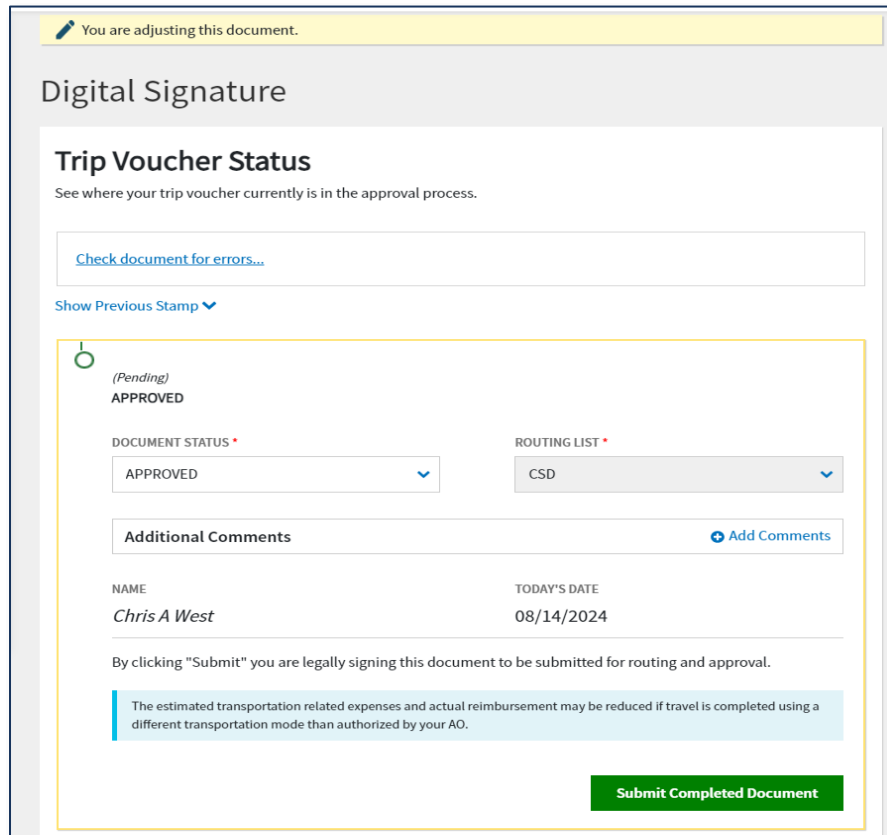 You are adjusting this document.
Digital Signature
Trip Voucher Status
See where your trip voucher currently is in the approval process.
Check document for errors...
Show Previous Stamp
(Pending)
APPROVED
DOCUMENT STATUS * ROUTING LIST *
APPROVED CSD
Additional Comments Add Comments
NAME TODAY'S DATE
Chris A West 08/14/2024
By clicking "Submit" you are legally signing this document to be submitted for routing and approval.
The estimated transportation related expenses and actual reimbursement may be reduced if travel is completed using a
different transportation mode than authorized by your AO.
Submit Completed Document